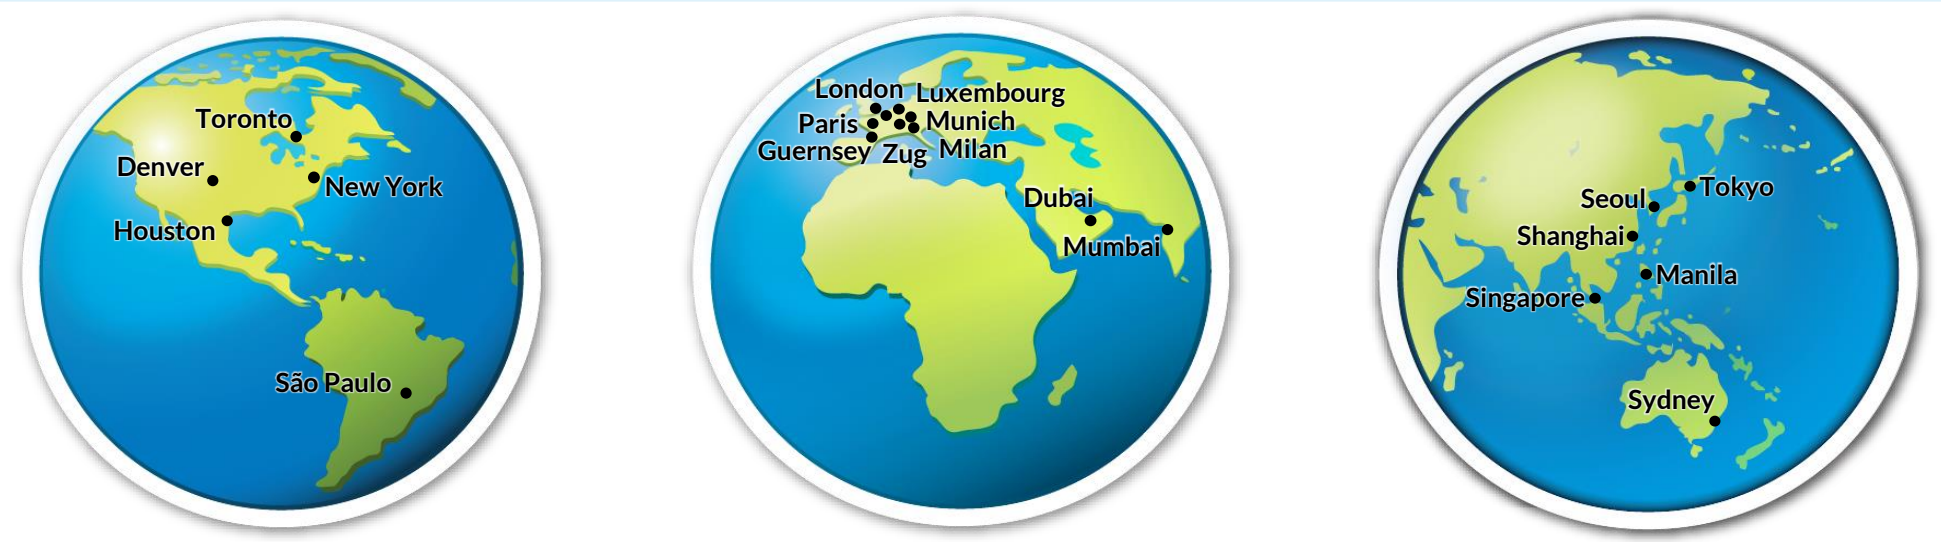 Toronto
Denver
New York
Houston
São Paulo
London
Luxembourg
Paris
Munich
Guernsey
Zug
Milan
Dubai
Mumbai
Tokyo
Seoul
Shanghai
Manila
Singapore
Sydney